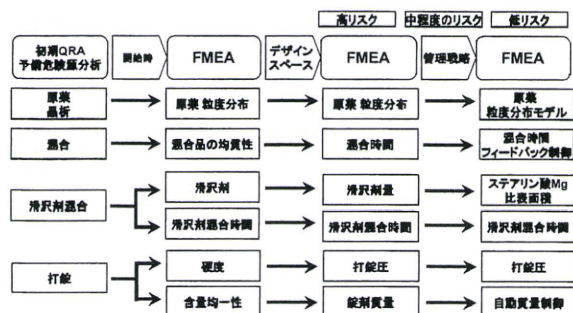 高リスク
中程度のリスク
低リスク
初期QRA
予備危険源分析
開始時
FMEA
デザイン
スペース
FMEA
管理戦略
FMEA
原薬
晶析
原薬 粒度分布
原薬 粒度分布
原薬
粒度分布モデル
混合
混合品の均質性
混合時間
混合時間
フィードバック制御
滑沢剤混合
滑沢剤
滑沢剤量
ステアリン酸Mg
比表面積
滑沢剤混合時間
滑沢剤混合時間
滑沢剤混合時間
打錠
硬度
打錠圧
打錠圧
含量均一性
錠剤質量
自動質量制御